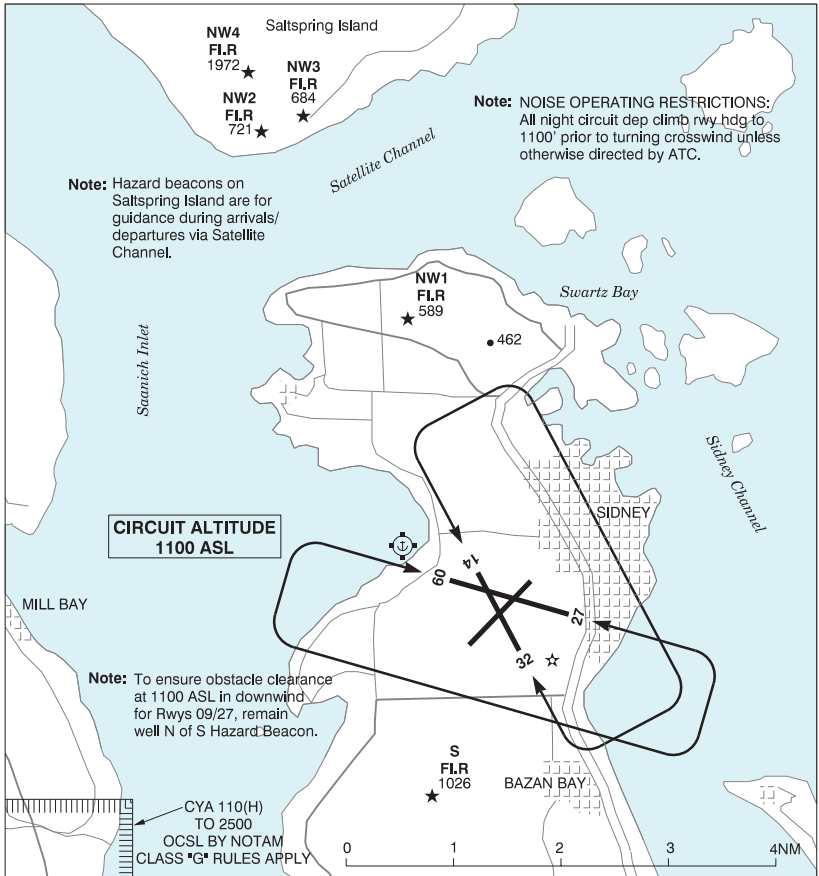 Saltspring Island
NW4
Fl.R
1972
NW3
Fl.R
684
NW2
Fl.R
721
Note: NOISE OPERATING RESTRICTIONS:
All night circuit dep climb rwy hdg to
1100' prior to turning crosswind unless
otherwise directed by ATC.
Satellite Channel
Note: Hazard beacons on
Saltspring Island are for
guidance during arrivals/
departures via Satellite
Channel.
NW1
Fl.R
589
Swartz Bay
462
Saanich Inlet
Sidney Channel
SIDNEY
CIRCUIT ALTITUDE
1100 ASL
14
09
27
32
MILL BAY
Note: To ensure obstacle clearance
at 1100 ASL in downwind
for Rwys 09/27, remain
well N of S Hazard Beacon.
S
Fl.R
1026
BAZAN BAY
CYA 110(H)
TO 2500
OCSL BY NOTAM
CLASS "G" RULES APPLY
0 1 2 3 4NM